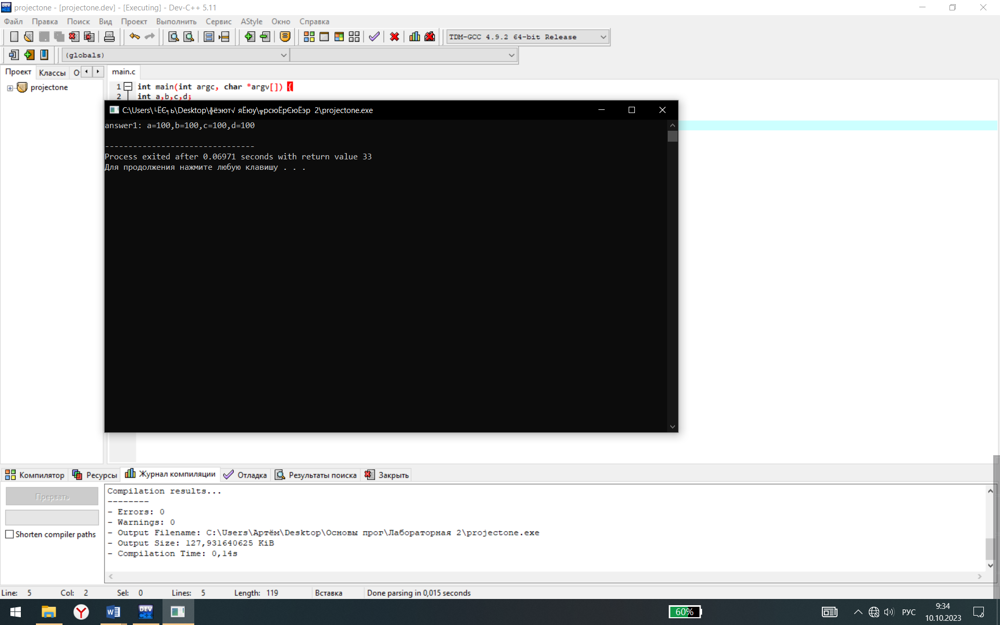 projectone - [projectone.dev] - [Executing] - Dev-C++ 5.11
Файл Правка Поиск Вид Проект Выполнить Сервис AStyle Окно Справка
TDM-GCC 4.9.2 64-bit Release
(globals)
Проект Классы О main.c
projectone
1 int main(int argc, char *argv[]) {
2 int a,b,c,d;
C:\Users\└ЁЄ╕ь\Desktop\╬ёэют√ яЁюу\╦рсюЁрЄюЁэр  2\projectone.exe
answer1: a=100,b=100,c=100,d=100
--------------------------------
Process exited after 0.06971 seconds with return value 33
Для продолжения нажмите любую клавишу . . .
Компилятор Ресурсы Журнал компиляции Отладка Результаты поиска Закрыть
Прервать
Shorten compiler paths
Compilation results...
--------
- Errors: 0
- Warnings: 0
- Output Filename: C:\Users\Артём\Desktop\Основы прог\Лабораторная 2\projectone.exe
- Output Size: 127,931640625 KiB
- Compilation Time: 0,14s
Line: 5 Col: 2 Sel: 0 Lines: 5 Length: 119 Вставка Done parsing in 0,015 seconds
DEV C++
60%
РУС
9:34
10.10.2023